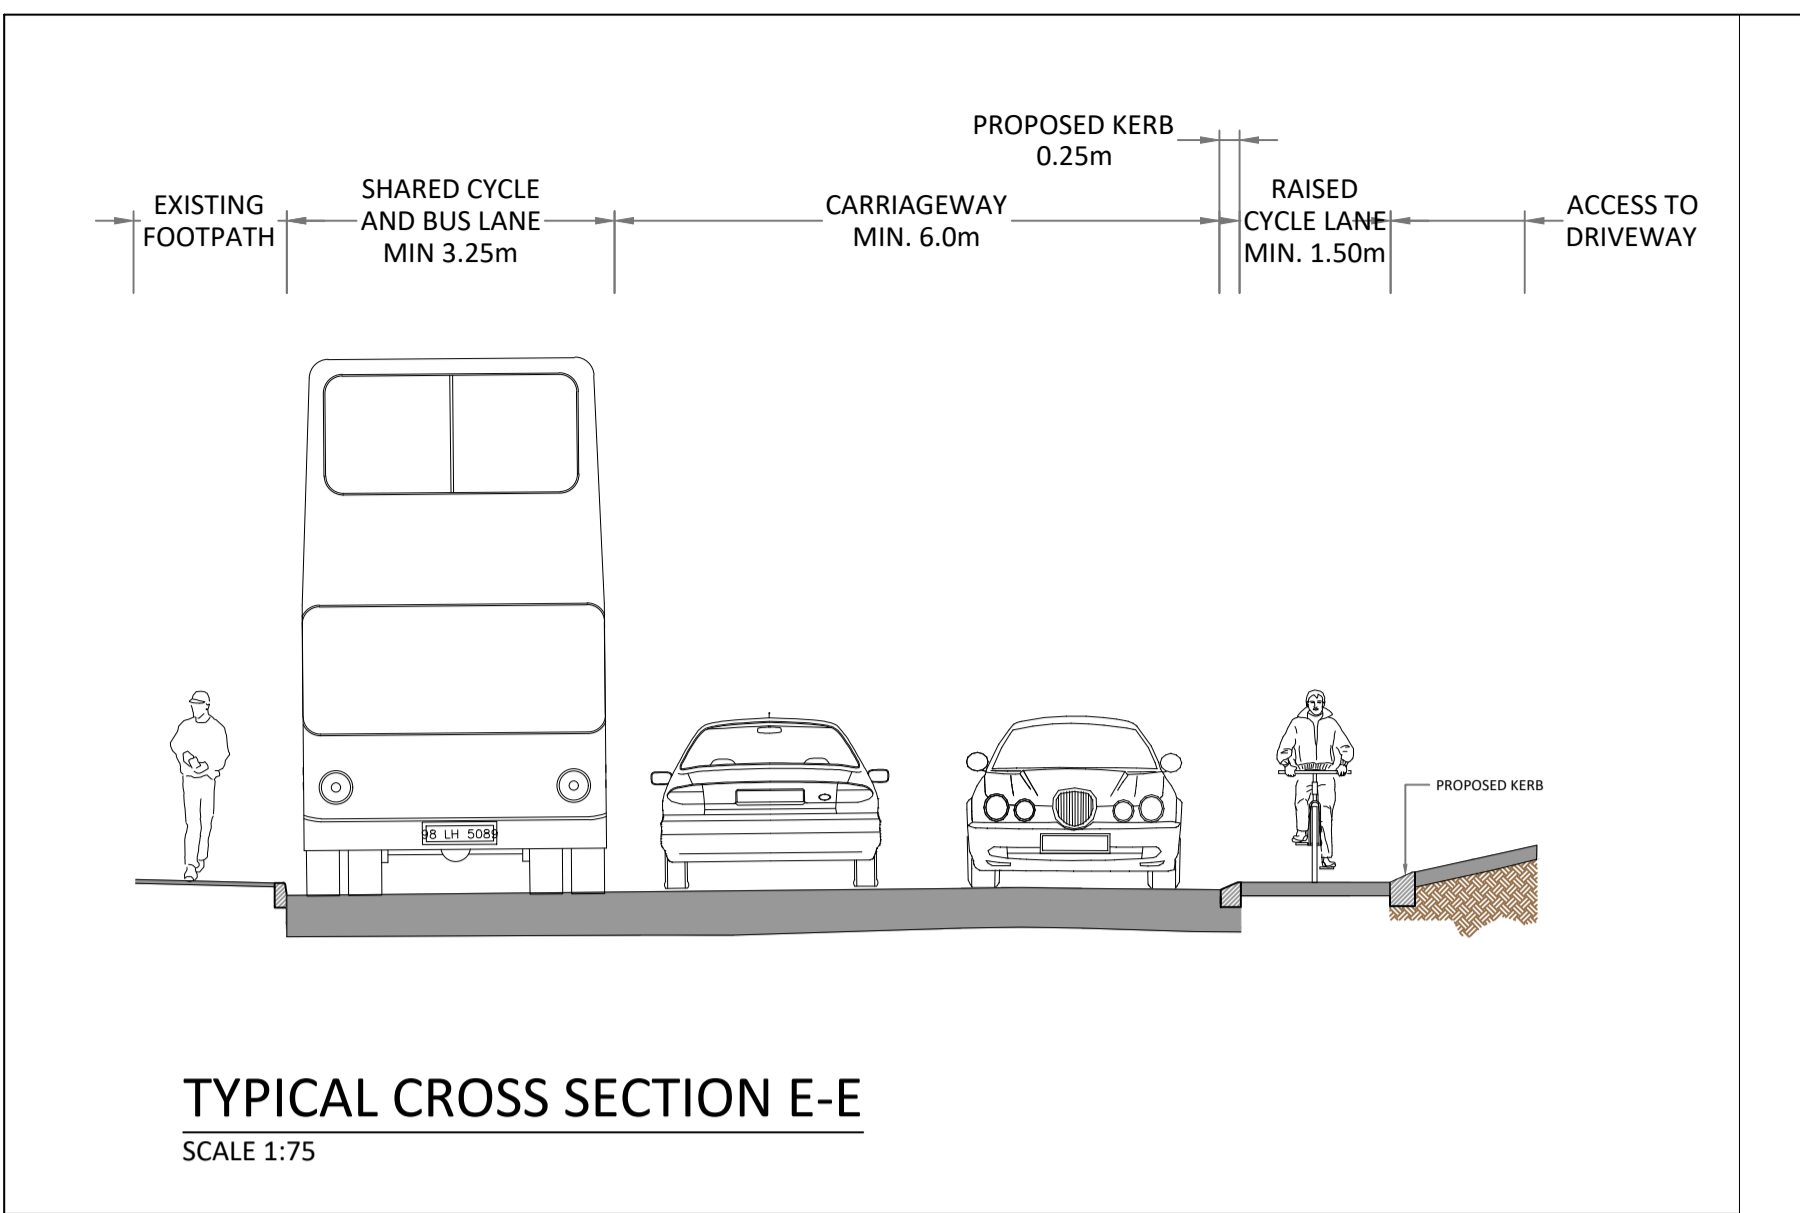 PROPOSED KERB
0.25m
EXISTING
FOOTPATH
SHARED CYCLE
AND BUS LANE
MIN 3.25m
CARRIAGEWAY
MIN. 6.0m
RAISED
CYCLE LANE
MIN. 1.50m
ACCESS TO
DRIVEWAY
98 LH 5089
PROPOSED KERB
TYPICAL CROSS SECTION E-E
SCALE 1:75